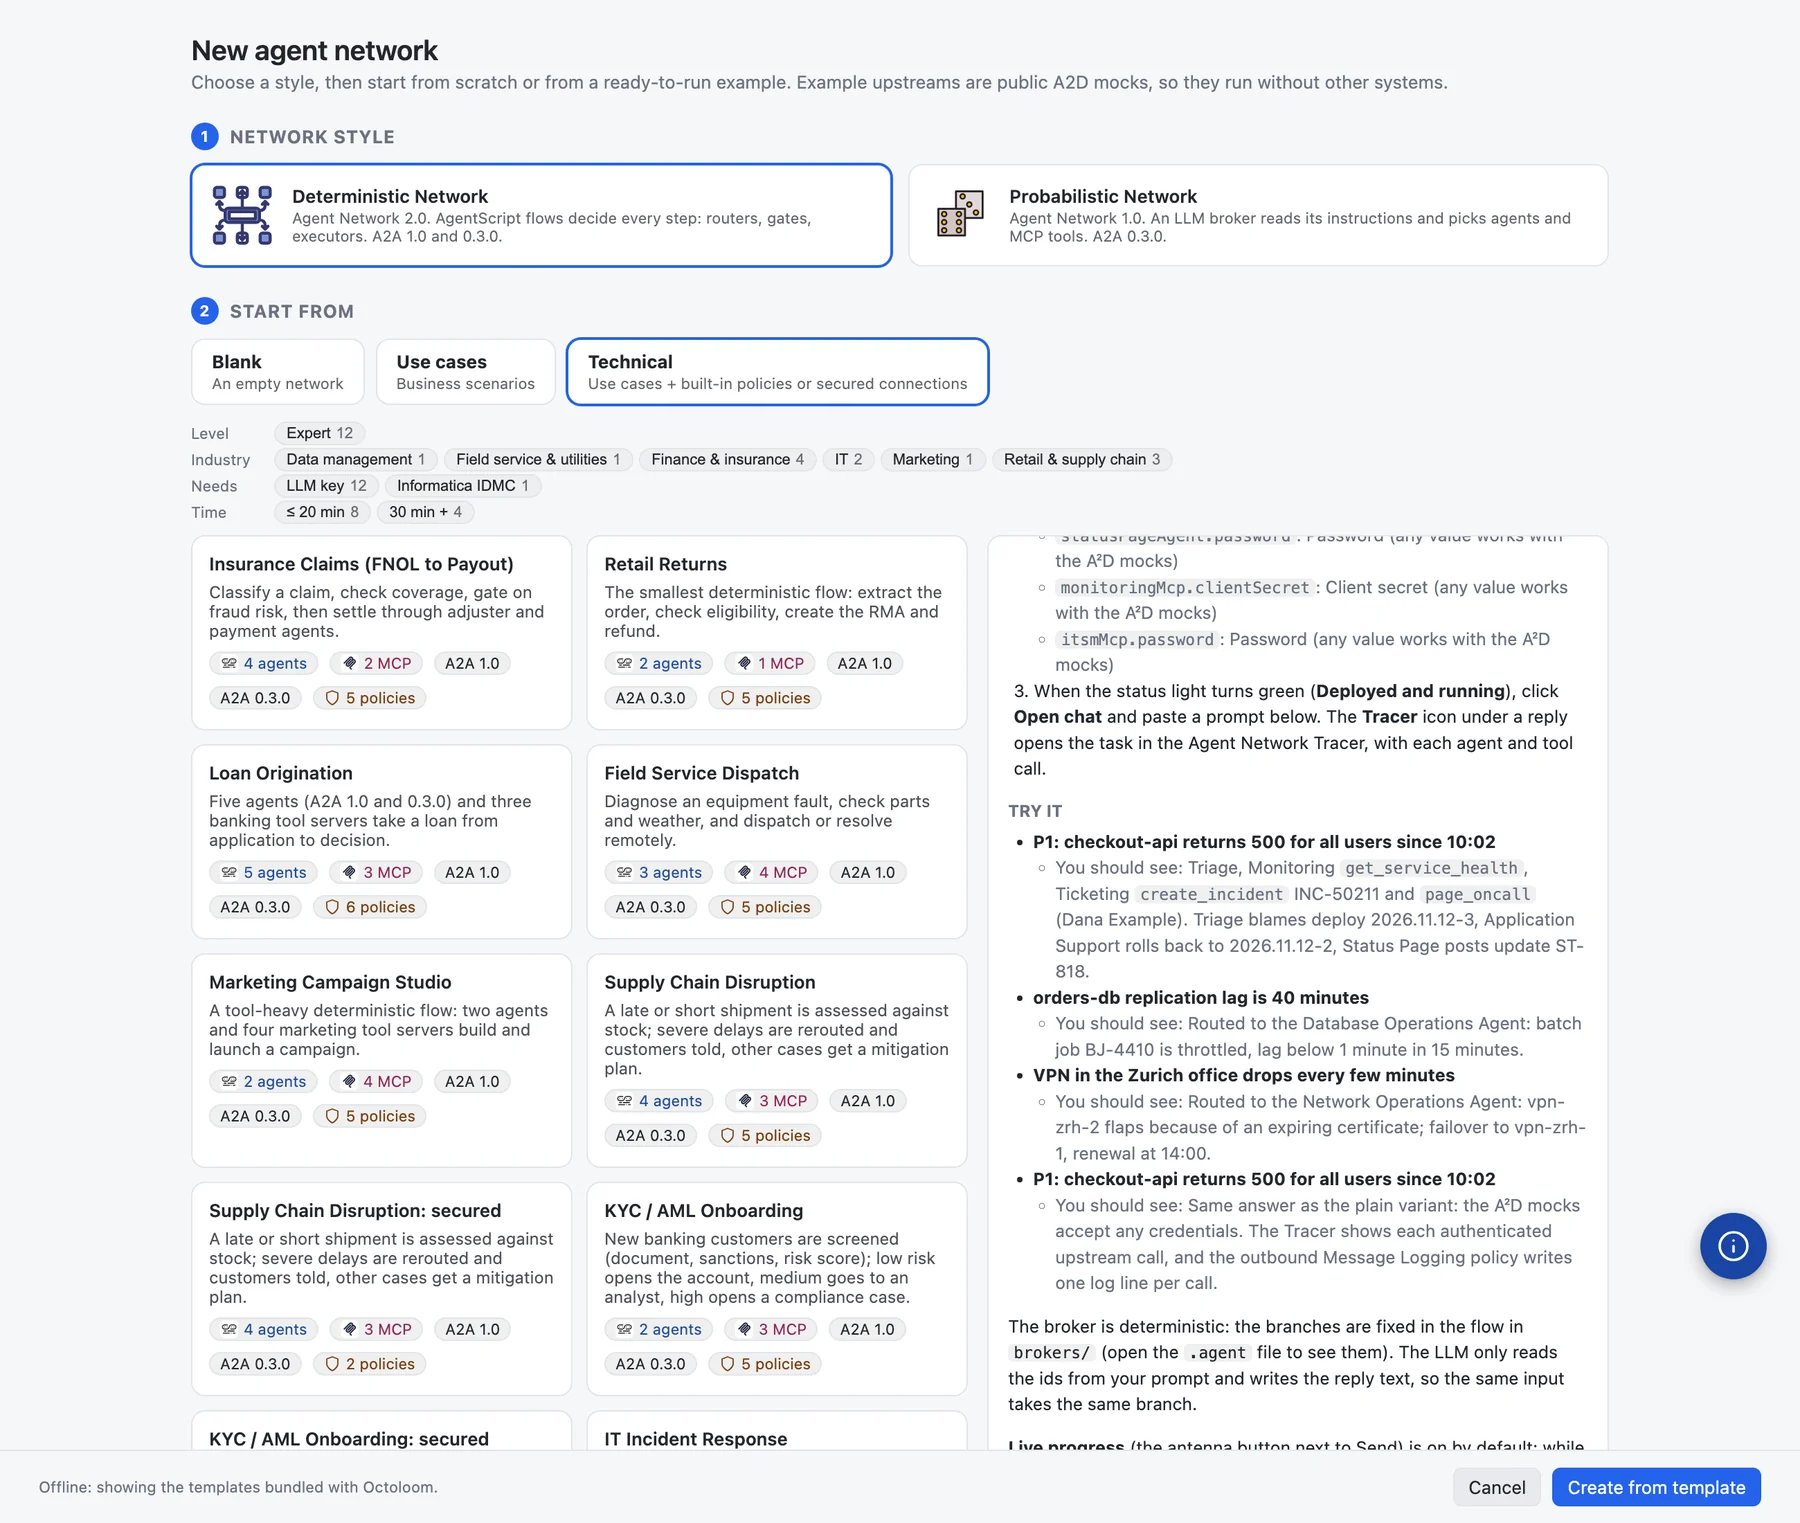 New agent network
Choose a style, then start from scratch or from a ready-to-run example. Example upstreams are public A2D mocks, so they run without other systems.
1 NETWORK STYLE
Deterministic Network
Agent Network 2.0. AgentScript flows decide every step: routers, gates,
executors. A2A 1.0 and 0.3.0.
Probabilistic Network
Agent Network 1.0. An LLM broker reads its instructions and picks agents and
MCP tools. A2A 0.3.0.
2 START FROM
Blank
An empty network
Use cases
Business scenarios
Technical
Use cases + built-in policies or secured connections
Level Expert 12
Industry Data management 1 Field service & utilities 1 Finance & insurance 4 IT 2 Marketing 1 Retail & supply chain 3
Needs LLM key 12 Informatica IDMC 1
Time ≤ 20 min 8 30 min + 4
Insurance Claims (FNOL to Payout)
Classify a claim, check coverage, gate on
fraud risk, then settle through adjuster and
payment agents.
4 agents 2 MCP A2A 1.0
A2A 0.3.0 5 policies
Retail Returns
The smallest deterministic flow: extract the
order, check eligibility, create the RMA and
refund.
2 agents 1 MCP A2A 1.0
A2A 0.3.0 5 policies
Loan Origination
Five agents (A2A 1.0 and 0.3.0) and three
banking tool servers take a loan from
application to decision.
5 agents 3 MCP A2A 1.0
A2A 0.3.0 6 policies
Field Service Dispatch
Diagnose an equipment fault, check parts
and weather, and dispatch or resolve
remotely.
3 agents 4 MCP A2A 1.0
A2A 0.3.0 5 policies
Marketing Campaign Studio
A tool-heavy deterministic flow: two agents
and four marketing tool servers build and
launch a campaign.
2 agents 4 MCP A2A 1.0
A2A 0.3.0 5 policies
Supply Chain Disruption
A late or short shipment is assessed against
stock; severe delays are rerouted and
customers told, other cases get a mitigation
plan.
4 agents 3 MCP A2A 1.0
A2A 0.3.0 5 policies
Supply Chain Disruption: secured
A late or short shipment is assessed against
stock; severe delays are rerouted and
customers told, other cases get a mitigation
plan.
4 agents 3 MCP A2A 1.0
A2A 0.3.0 2 policies
KYC / AML Onboarding
New banking customers are screened
(document, sanctions, risk score); low risk
opens the account, medium goes to an
analyst, high opens a compliance case.
2 agents 3 MCP A2A 1.0
A2A 0.3.0 5 policies
KYC / AML Onboarding: secured
IT Incident Response
statusPageAgent.password: Password (any value works with
the A²D mocks)
monitoringMcp.clientSecret: Client secret (any value works
with the A²D mocks)
itsmMcp.password: Password (any value works with the A²D
mocks)
3. When the status light turns green (Deployed and running), click
Open chat and paste a prompt below. The Tracer icon under a reply
opens the task in the Agent Network Tracer, with each agent and tool
call.
TRY IT
• P1: checkout-api returns 500 for all users since 10:02
You should see: Triage, Monitoring get_service_health,
Ticketing create_incident INC-50211 and page_oncall
(Dana Example). Triage blames deploy 2026.11.12-3, Application
Support rolls back to 2026.11.12-2, Status Page posts update ST-
818.
• orders-db replication lag is 40 minutes
You should see: Routed to the Database Operations Agent: batch
job BJ-4410 is throttled, lag below 1 minute in 15 minutes.
• VPN in the Zurich office drops every few minutes
You should see: Routed to the Network Operations Agent: vpn-
zrh-2 flaps because of an expiring certificate; failover to vpn-zrh-
1, renewal at 14:00.
• P1: checkout-api returns 500 for all users since 10:02
You should see: Same answer as the plain variant: the A²D mocks
accept any credentials. The Tracer shows each authenticated
upstream call, and the outbound Message Logging policy writes
one log line per call.
The broker is deterministic: the branches are fixed in the flow in
brokers/ (open the .agent file to see them). The LLM only reads
the ids from your prompt and writes the reply text, so the same input
takes the same branch.
Live progress (the antenna button next to Send) is on by default: while
Offline: showing the templates bundled with Octoloom.
Cancel
Create from template